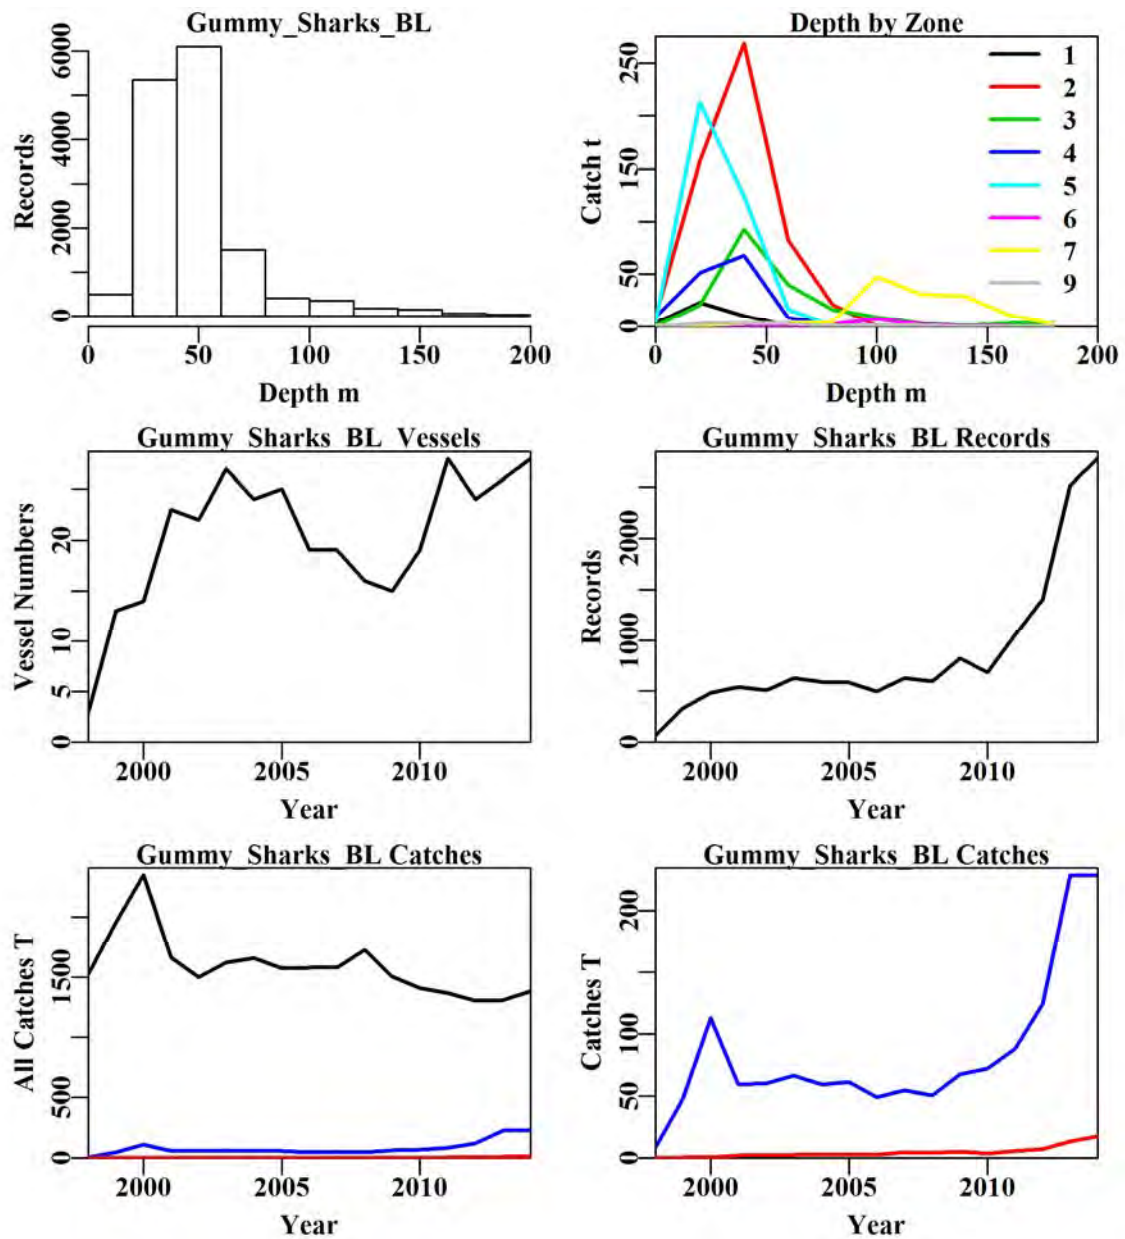 Gummy_Sharks_BL
Records
0 2000 4000 6000
0 50 100 150 200
Depth m
Depth by Zone
Catch t
0 50 150 250
1
2
3
4
5
6
7
9
0 50 100 150 200
Depth m
Gummy_Sharks_BL_Vessels
Vessel Numbers
0 5 10 20
2000 2005 2010
Year
Gummy_Sharks_BL Records
Records
0 1000 2000
2000 2005 2010
Year
Gummy_Sharks_BL Catches
All Catches T
0 500 1500
2000 2005 2010
Year
Gummy_Sharks_BL Catches
Catches T
0 50 100 200
2000 2005 2010
Year